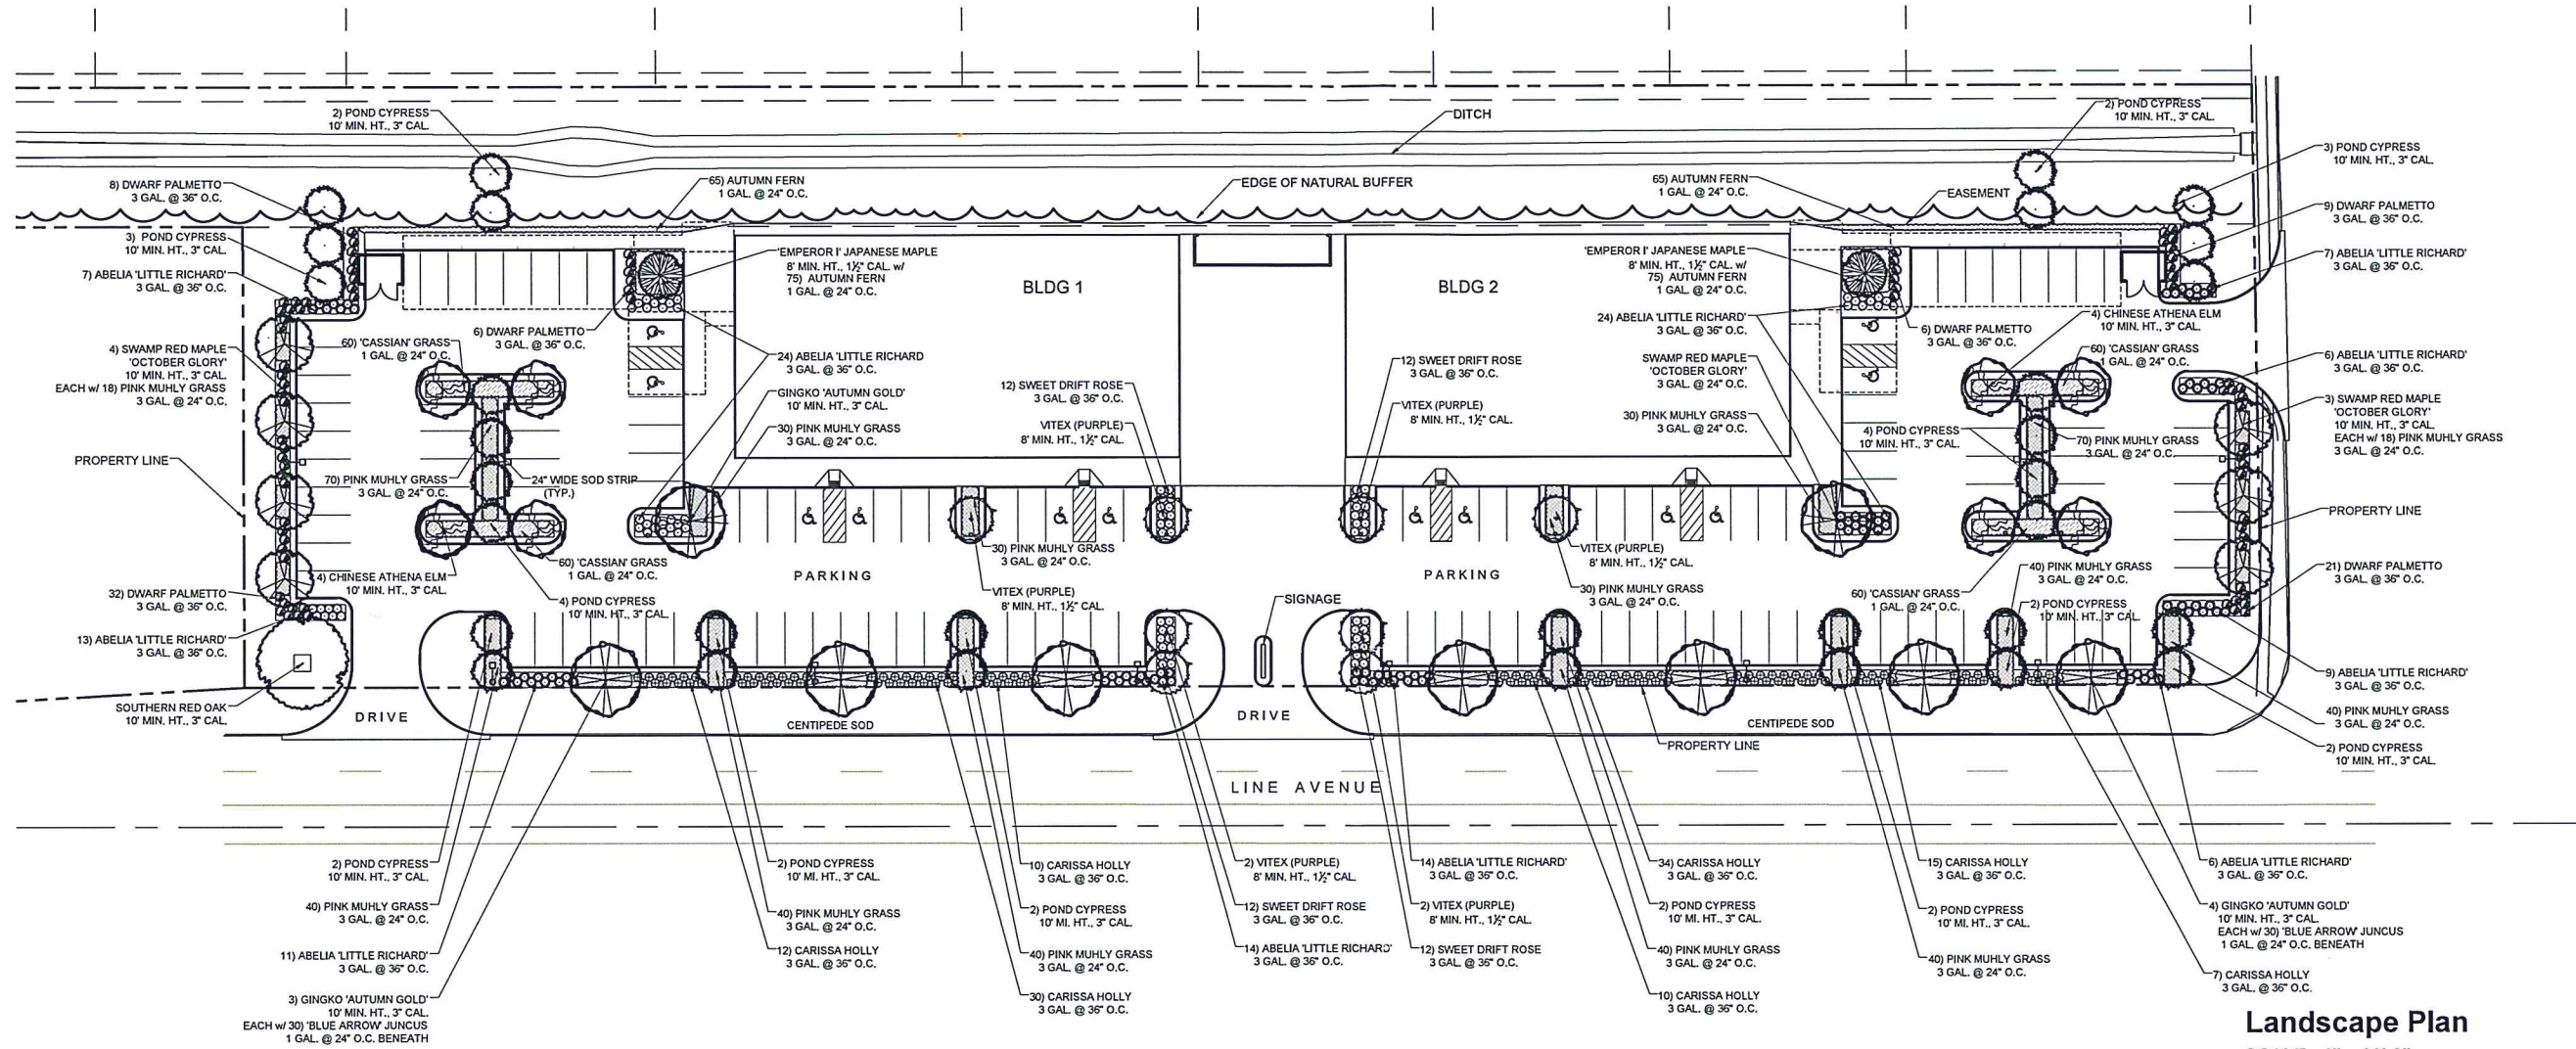 2) POND CYPRESS
10' MIN. HT., 3" CAL.
DITCH
2) POND CYPRESS
10' MIN. HT., 3" CAL.
3) POND CYPRESS
10' MIN. HT., 3" CAL.
8) DWARF PALMETTO
3 GAL. @ 36" O.C.
65) AUTUMN FERN
1 GAL. @ 24" O.C.
EDGE OF NATURAL BUFFER
65) AUTUMN FERN
1 GAL. @ 24" O.C.
EASEMENT
9) DWARF PALMETTO
3 GAL. @ 36" O.C.
3) POND CYPRESS
10' MIN. HT., 3" CAL.
'EMPEROR I' JAPANESE MAPLE
8' MIN. HT., 1½" CAL. w/
75) AUTUMN FERN
1 GAL. @ 24" O.C.
'EMPEROR I' JAPANESE MAPLE
8' MIN. HT., 1½" CAL. w/
75) AUTUMN FERN
1 GAL. @ 24" O.C.
7) ABELIA 'LITTLE RICHARD'
3 GAL. @ 36" O.C.
7) ABELIA 'LITTLE RICHARD'
3 GAL. @ 36" O.C.
BLDG 1
BLDG 2
6) DWARF PALMETTO
3 GAL. @ 36" O.C.
24) ABELIA 'LITTLE RICHARD'
3 GAL. @ 36" O.C.
6) DWARF PALMETTO
3 GAL. @ 36" O.C.
4) CHINESE ATHENA ELM
10' MIN. HT., 3" CAL.
4) SWAMP RED MAPLE
'OCTOBER GLORY'
10' MIN. HT., 3" CAL.
EACH w/ 18) PINK MUHLY GRASS
3 GAL. @ 24" O.C.
60) 'CASSIAN' GRASS
1 GAL. @ 24" O.C.
24) ABELIA 'LITTLE RICHARD
3 GAL. @ 36" O.C.
12) SWEET DRIFT ROSE
3 GAL. @ 36" O.C.
SWAMP RED MAPLE
'OCTOBER GLORY'
3 GAL. @ 24" O.C.
60) 'CASSIAN' GRASS
1 GAL. @ 24" O.C.
6) ABELIA 'LITTLE RICHARD'
3 GAL. @ 36" O.C.
GINGKO 'AUTUMN GOLD'
10' MIN. HT., 3" CAL.
12) SWEET DRIFT ROSE
3 GAL. @ 36" O.C.
VITEX (PURPLE)
8' MIN. HT., 1½" CAL.
3) SWAMP RED MAPLE
'OCTOBER GLORY'
10' MIN. HT., 3" CAL.
EACH w/ 18) PINK MUHLY GRASS
3 GAL. @ 24" O.C.
30) PINK MUHLY GRASS
3 GAL. @ 24" O.C.
VITEX (PURPLE)
8' MIN. HT., 1½" CAL.
30) PINK MUHLY GRASS
3 GAL. @ 24" O.C.
4) POND CYPRESS
10' MIN. HT., 3" CAL.
70) PINK MUHLY GRASS
3 GAL. @ 24" O.C.
PROPERTY LINE
70) PINK MUHLY GRASS
3 GAL. @ 24" O.C.
24" WIDE SOD STRIP
(TYP.)
PROPERTY LINE
30) PINK MUHLY GRASS
3 GAL. @ 24" O.C.
VITEX (PURPLE)
8' MIN. HT., 1½" CAL.
60) 'CASSIAN' GRASS
1 GAL. @ 24" O.C.
4) CHINESE ATHENA ELM
10' MIN. HT., 3" CAL.
PARKING
PARKING
40) PINK MUHLY GRASS
3 GAL. @ 24" O.C.
21) DWARF PALMETTO
3 GAL. @ 36" O.C.
32) DWARF PALMETTO
3 GAL. @ 36" O.C.
4) POND CYPRESS
10' MIN. HT., 3" CAL.
VITEX (PURPLE)
8' MIN. HT., 1½" CAL.
SIGNAGE
30) PINK MUHLY GRASS
3 GAL. @ 24" O.C.
60) 'CASSIAN' GRASS
1 GAL. @ 24" O.C.
2) POND CYPRESS
10' MIN. HT., 3" CAL.
13) ABELIA 'LITTLE RICHARD'
3 GAL. @ 36" O.C.
9) ABELIA 'LITTLE RICHARD'
3 GAL. @ 36" O.C.
SOUTHERN RED OAK
10' MIN. HT., 3" CAL.
DRIVE
CENTIPEDE SOD
DRIVE
CENTIPEDE SOD
40) PINK MUHLY GRASS
3 GAL. @ 24" O.C.
PROPERTY LINE
2) POND CYPRESS
10' MIN. HT., 3" CAL.
LINE AVENUE
2) POND CYPRESS
10' MIN. HT., 3" CAL.
2) POND CYPRESS
10' MI. HT., 3" CAL.
10) CARISSA HOLLY
3 GAL. @ 36" O.C.
2) VITEX (PURPLE)
8' MIN. HT., 1½" CAL.
14) ABELIA 'LITTLE RICHARD'
3 GAL. @ 36" O.C.
34) CARISSA HOLLY
3 GAL. @ 36" O.C.
15) CARISSA HOLLY
3 GAL. @ 36" O.C.
6) ABELIA 'LITTLE RICHARD'
3 GAL. @ 36" O.C.
40) PINK MUHLY GRASS
3 GAL. @ 24" O.C.
40) PINK MUHLY GRASS
3 GAL. @ 24" O.C.
2) POND CYPRESS
10' MI. HT., 3" CAL.
12) SWEET DRIFT ROSE
3 GAL. @ 36" O.C.
2) VITEX (PURPLE)
8' MIN. HT., 1½" CAL.
2) POND CYPRESS
10' MI. HT., 3" CAL.
2) POND CYPRESS
10' MI. HT., 3" CAL.
4) GINGKO 'AUTUMN GOLD'
10' MIN. HT., 3" CAL.
EACH w/ 30) 'BLUE ARROW' JUNCUS
1 GAL. @ 24" O.C. BENEATH
11) ABELIA 'LITTLE RICHARD'
3 GAL. @ 36" O.C.
12) CARISSA HOLLY
3 GAL. @ 36" O.C.
40) PINK MUHLY GRASS
3 GAL. @ 24" O.C.
14) ABELIA 'LITTLE RICHARD'
3 GAL. @ 36" O.C.
12) SWEET DRIFT ROSE
3 GAL. @ 36" O.C.
40) PINK MUHLY GRASS
3 GAL. @ 24" O.C.
40) PINK MUHLY GRASS
3 GAL. @ 24" O.C.
7) CARISSA HOLLY
3 GAL. @ 36" O.C.
3) GINGKO 'AUTUMN GOLD'
10' MIN. HT., 3" CAL.
EACH w/ 30) 'BLUE ARROW' JUNCUS
1 GAL. @ 24" O.C. BENEATH
30) CARISSA HOLLY
3 GAL. @ 36" O.C.
10) CARISSA HOLLY
3 GAL. @ 36" O.C.
Landscape Plan